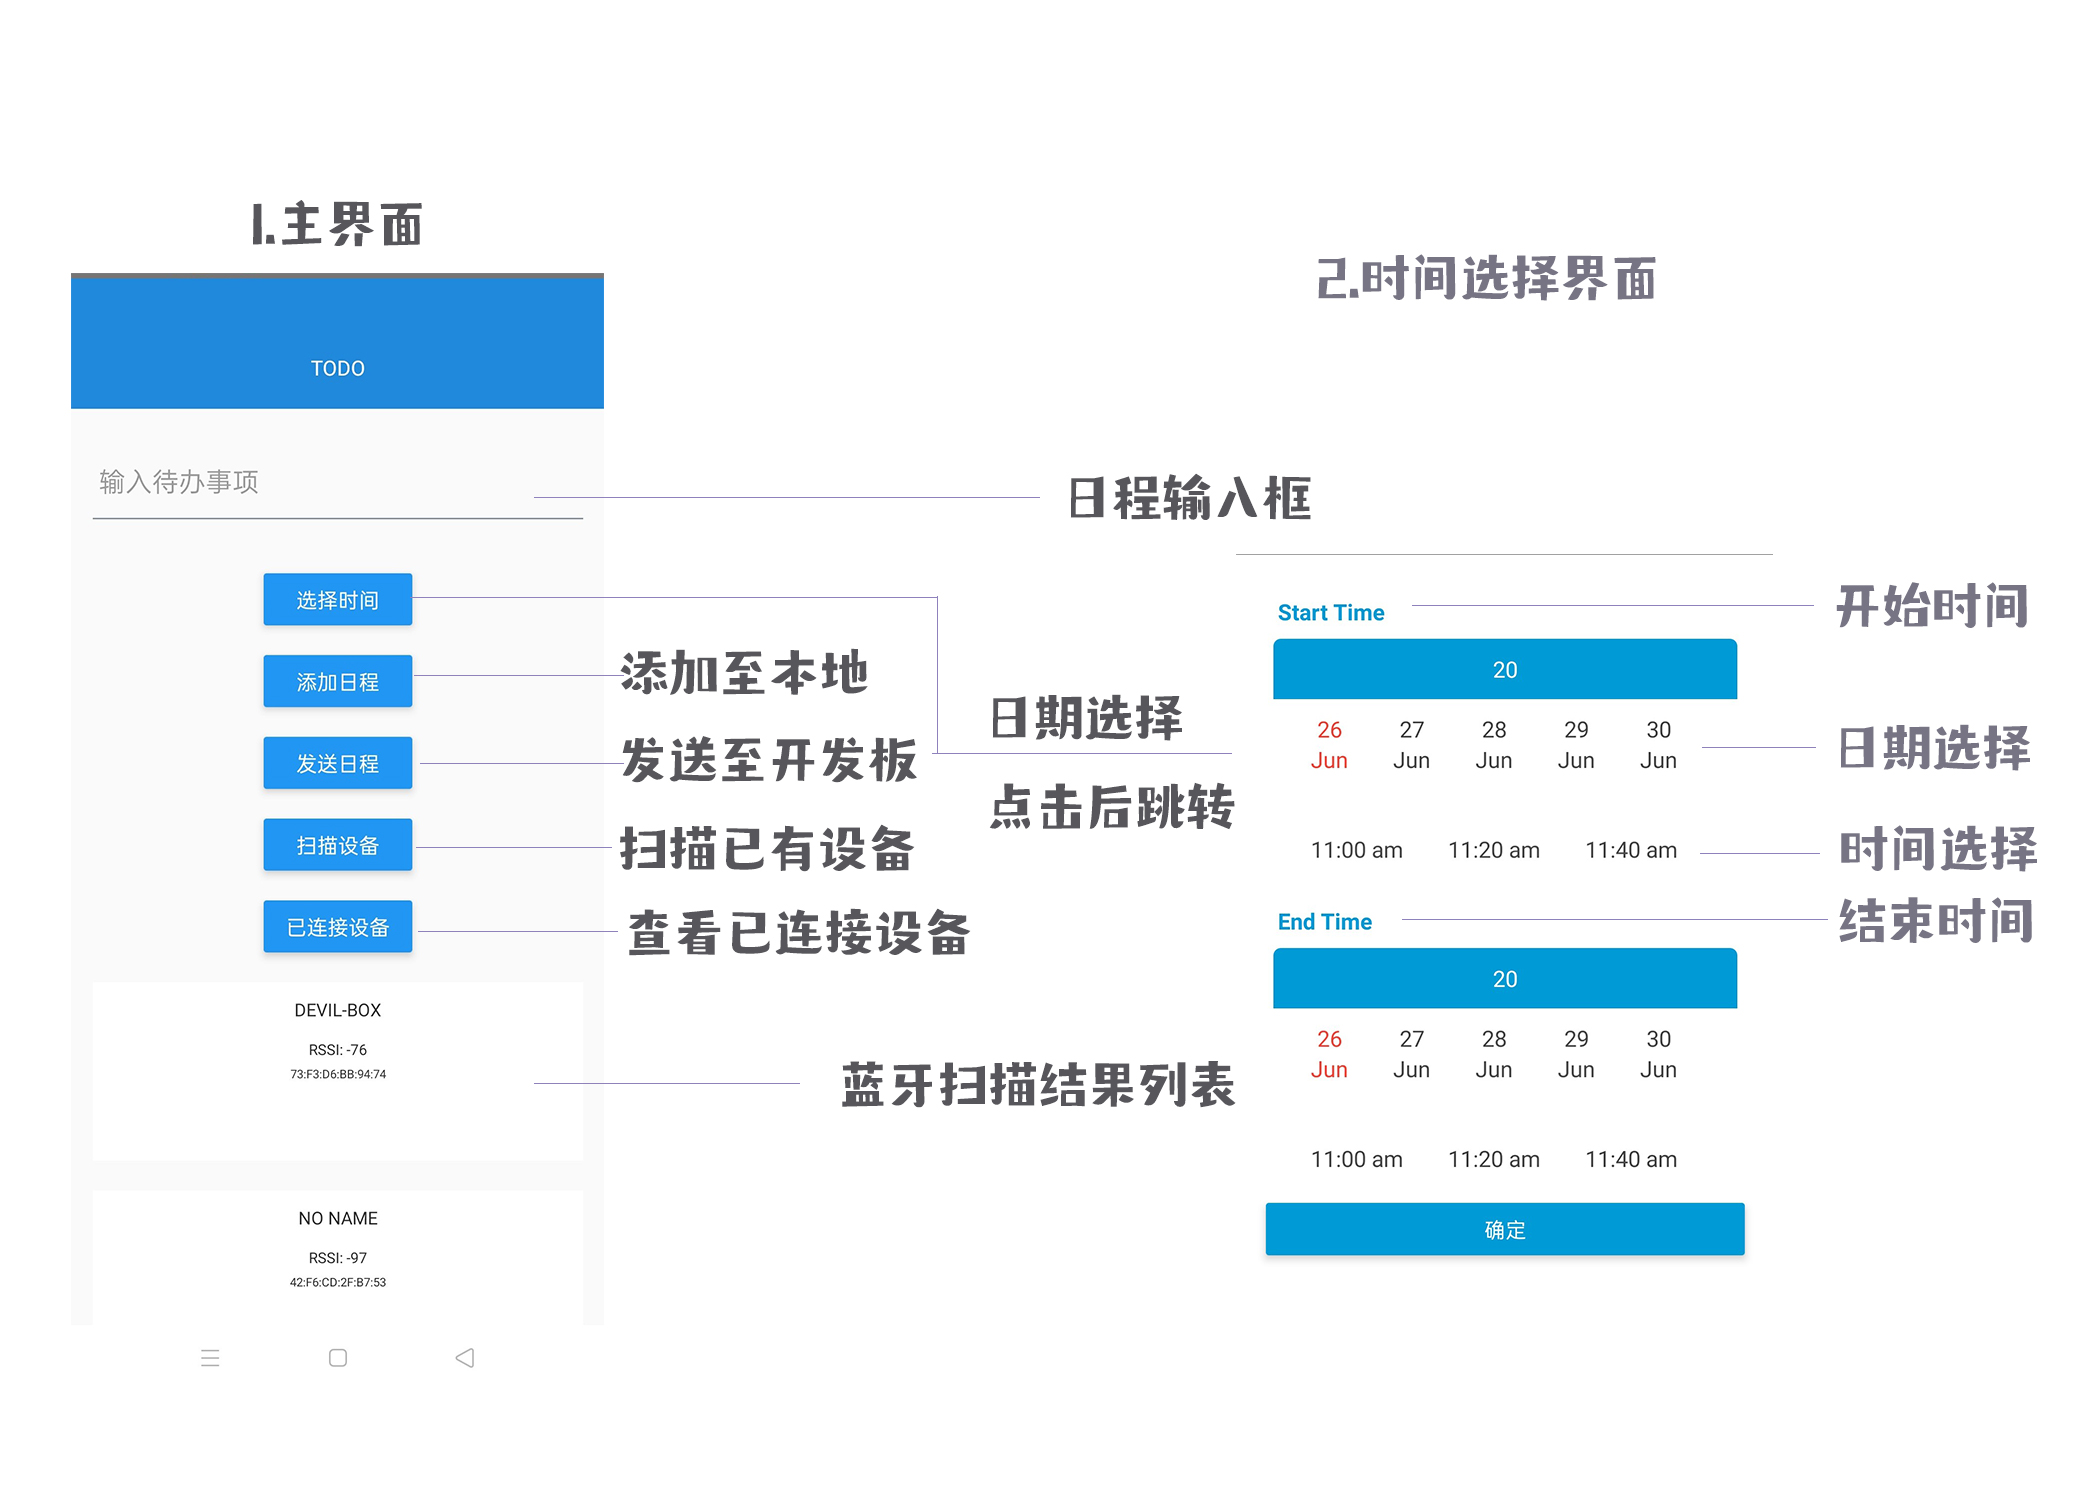 1.主界面
TODO
输入待办事项
日程输入框
选择时间
添加日程
添加至本地
发送日程
发送至开发板
扫描设备
扫描已有设备
已连接设备
查看已连接设备
日期选择
点击后跳转
DEVIL-BOX
RSSI: -76
73:F3:D6:BB:94:74
蓝牙扫描结果列表
NO NAME
RSSI: -97
42:F6:CD:2F:B7:53
2.时间选择界面
Start Time
开始时间
20
26 27 28 29 30
Jun Jun Jun Jun Jun
日期选择
11:00 am 11:20 am 11:40 am
时间选择
End Time
结束时间
20
26 27 28 29 30
Jun Jun Jun Jun Jun
11:00 am 11:20 am 11:40 am
确定